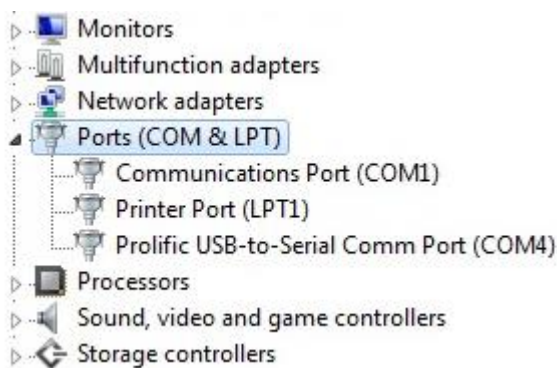 Monitors
Multifunction adapters
Network adapters
Ports (COM & LPT)
Communications Port (COM1)
Printer Port (LPT1)
Prolific USB-to-Serial Comm Port (COM4)
Processors
Sound, video and game controllers
Storage controllers